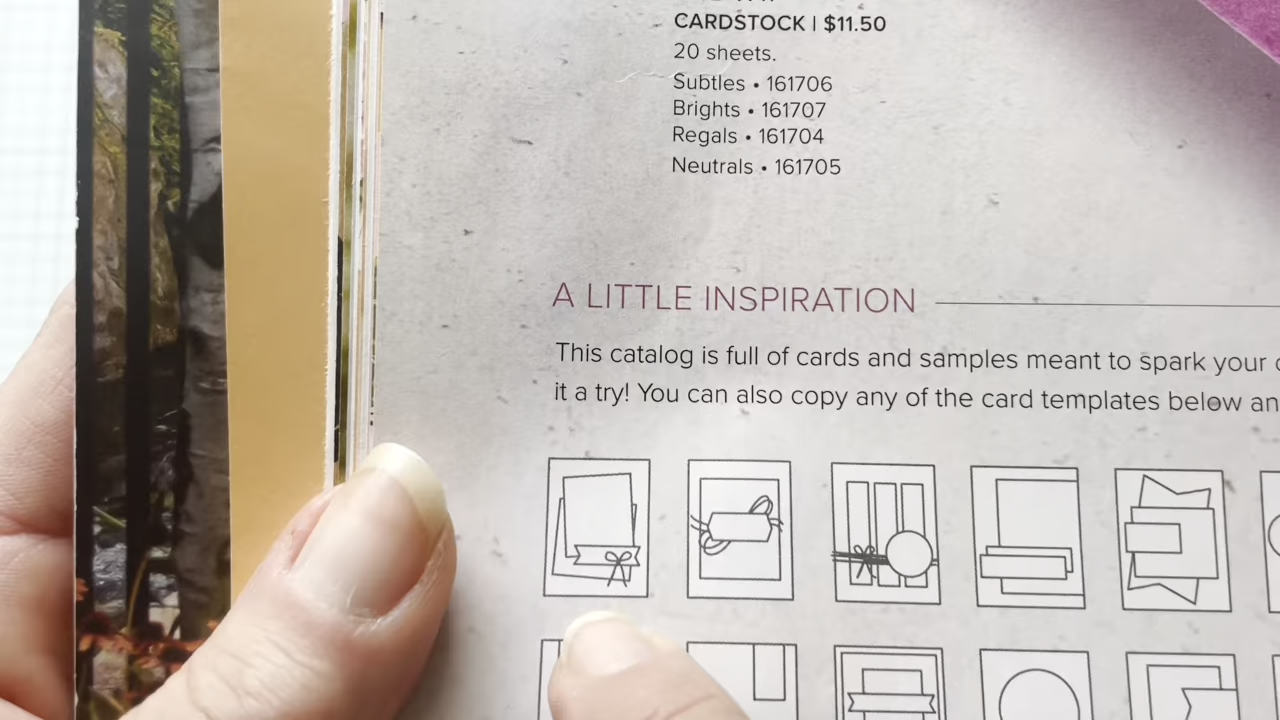 CARDSTOCK | $11.50
20 sheets.
Subtles • 161706
Brights • 161707
Regals • 161704
Neutrals • 161705
A LITTLE INSPIRATION
This catalog is full of cards and samples meant to spark your
it a try! You can also copy any of the card templates below